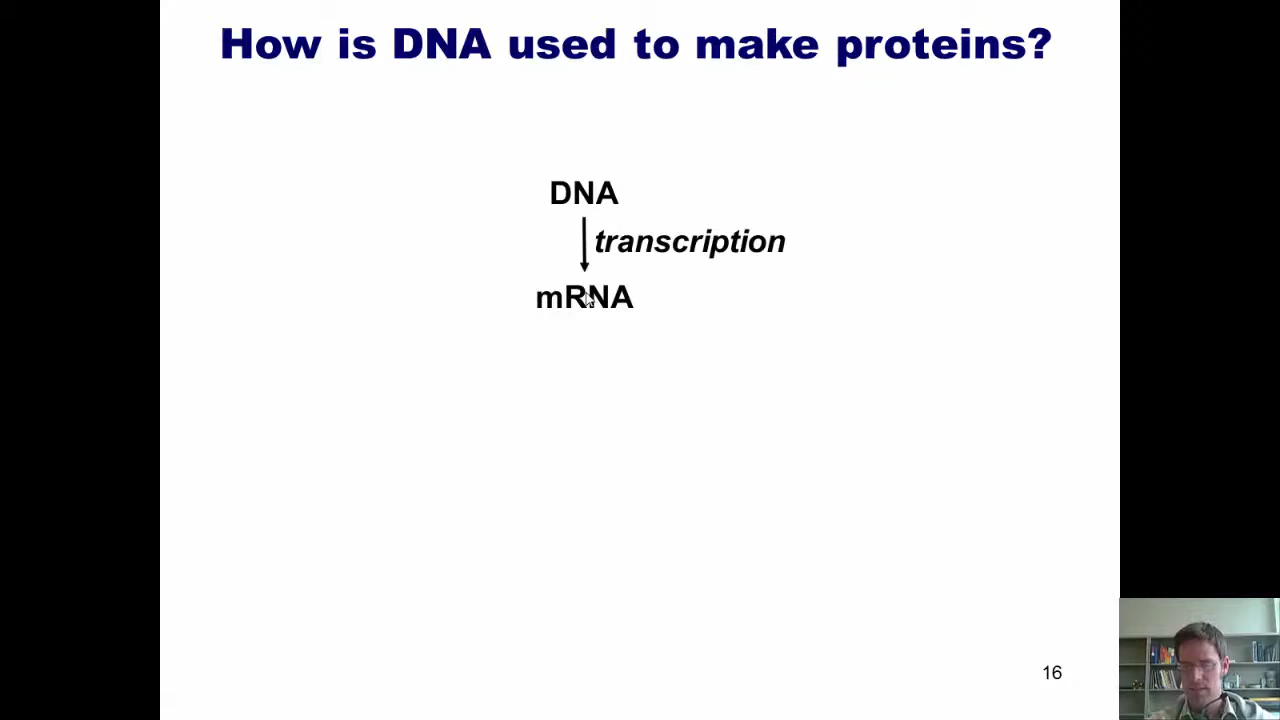 How is DNA used to make proteins?
DNA
transcription
mRNA
16